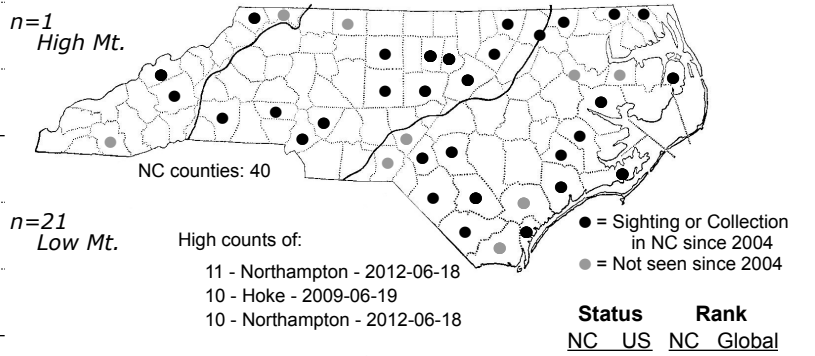 n=1
High Mt.
NC counties: 40
n=21
Low Mt.
High counts of:
11 - Northampton - 2012-06-18
10 - Hoke - 2009-06-19
10 - Northampton - 2012-06-18
= Sighting or Collection
in NC since 2004
= Not seen since 2004
Status Rank
NC US NC Global